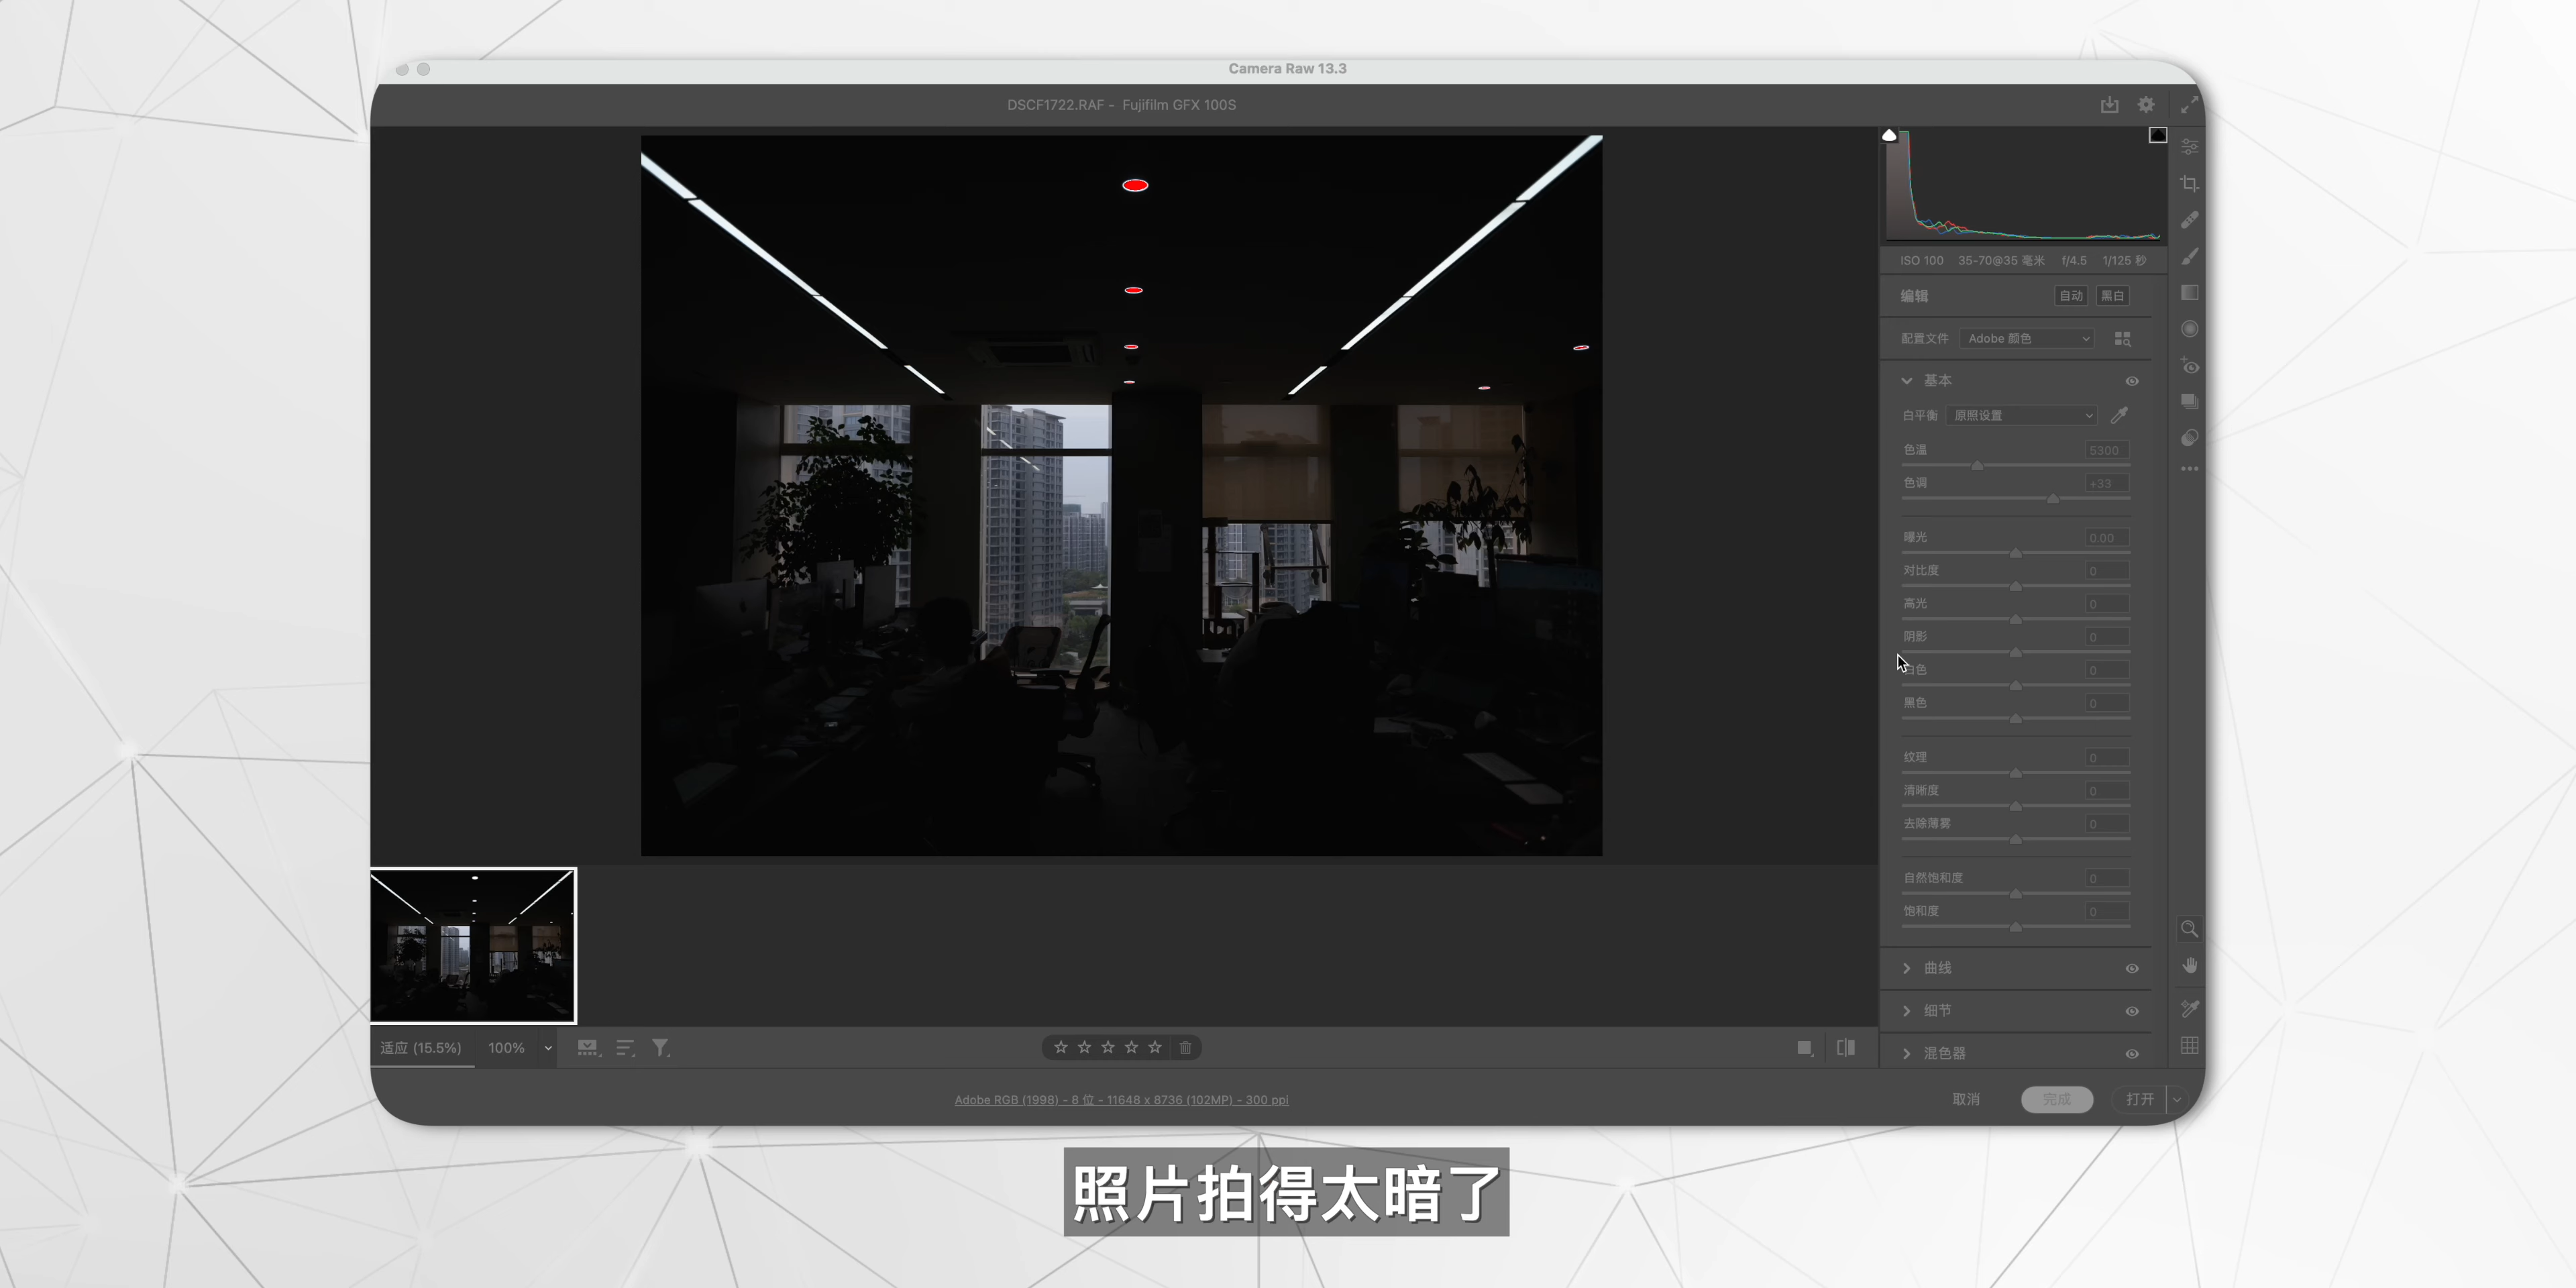 Camera Raw 13.3
DSCF1722.RAF - Fujifilm GFX 100S
ISO 100 35-70@35 毫米 f/4.5 1/125 秒
编辑 自动 黑白
配置文件 Adobe 颜色
基本
白平衡 原照设置
色温 5300
色调 +33
曝光 0.00
对比度 0
高光 0
阴影 0
白色 0
黑色 0
纹理 0
清晰度 0
去除薄雾 0
自然饱和度 0
饱和度 0
曲线
细节
混色器
适应 (15.5%) 100%
Adobe RGB (1998) - 8 位 - 11648 x 8736 (102MP) - 300 ppi
取消 完成 打开
照片拍得太暗了